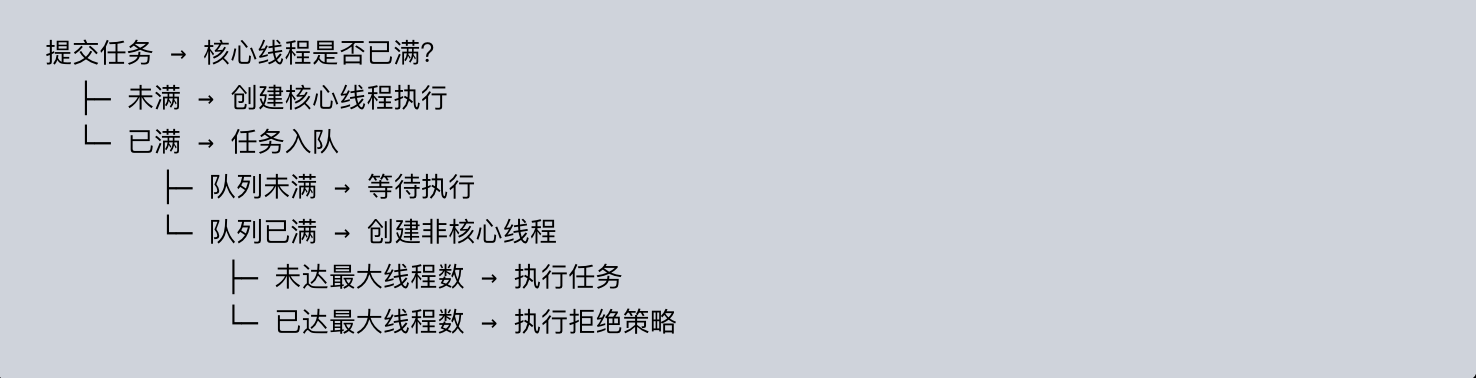 提交任务 → 核心线程是否已满?
├─ 未满 → 创建核心线程执行
└─ 已满 → 任务入队
├─ 队列未满 → 等待执行
└─ 队列已满 → 创建非核心线程
├─ 未达最大线程数 → 执行任务
└─ 已达最大线程数 → 执行拒绝策略